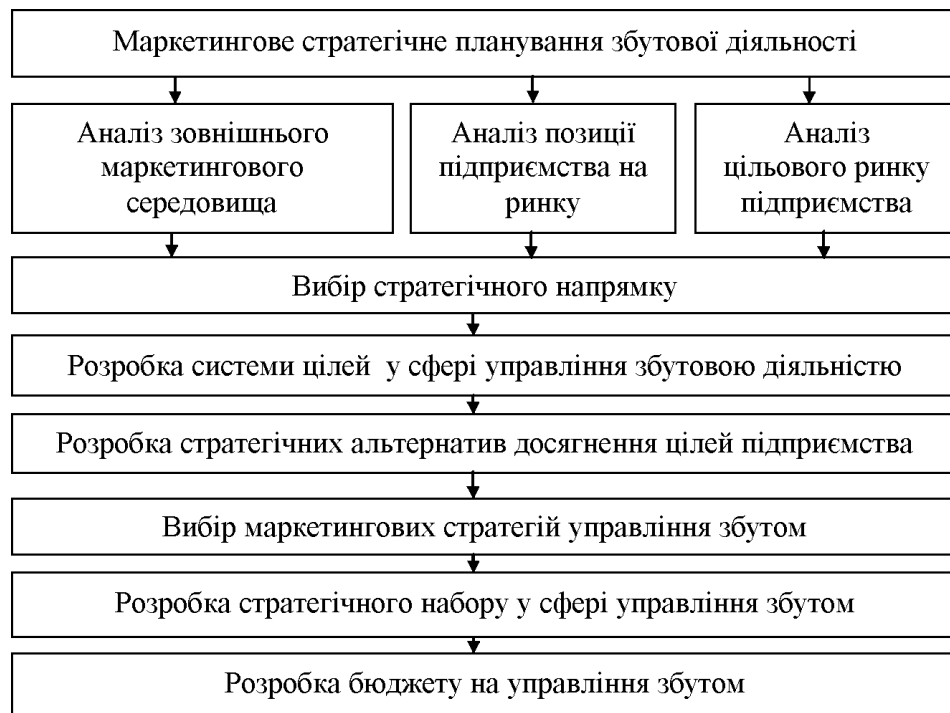 Маркетингове стратегічне планування збутової діяльності
Аналіз зовнішнього
маркетингового
середовища
Аналіз позиції
підприємства на
ринку
Аналіз
цільового ринку
підприємства
Вибір стратегічного напрямку
Розробка системи цілей  у сфері управління збутовою діяльністю
Розробка стратегічних альтернатив досягнення цілей підприємства
Вибір маркетингових стратегій управління збутом
Розробка стратегічного набору у сфері управління збутом
Розробка бюджету на управління збутом